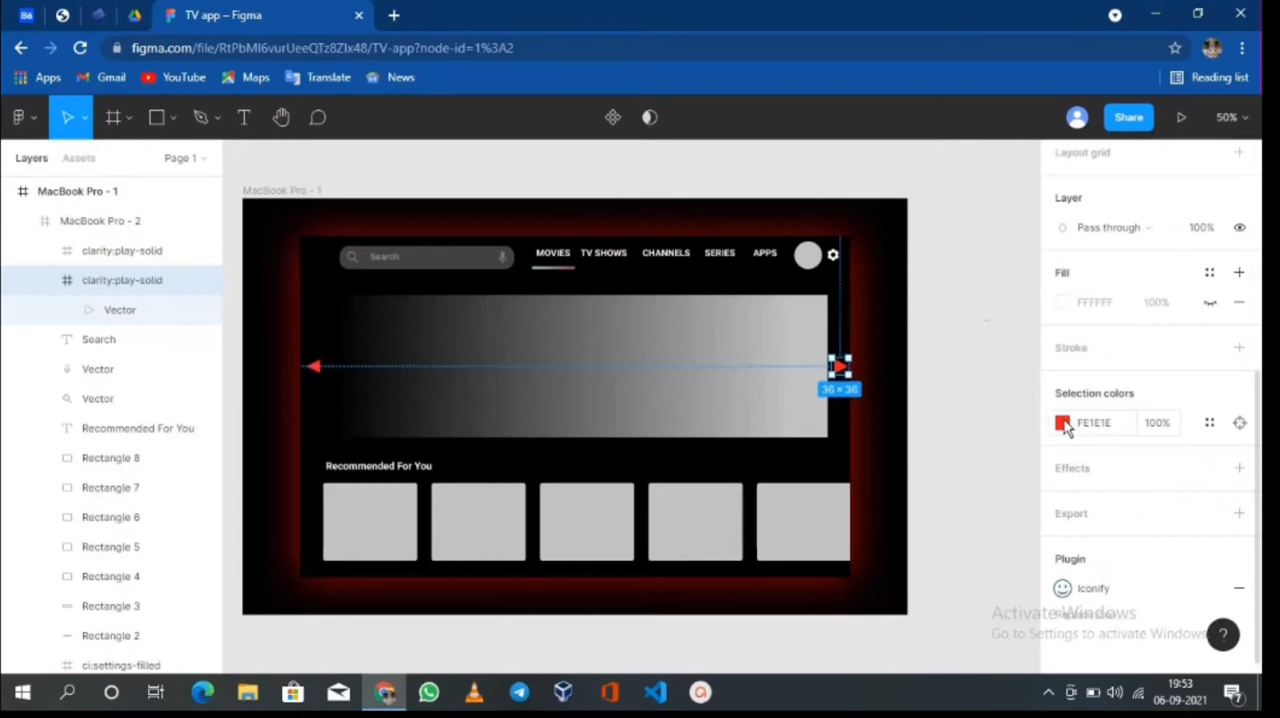 Bē
TV app – Figma
figma.com/file/RtPbMl6vurUeeQTz8ZIx48/TV-app?node-id=1%3A2
Apps
Gmail
YouTube
Maps
Translate
News
Reading list
Share
50%
Layers
Assets
Page 1
MacBook Pro - 1
MacBook Pro - 2
clarity:play-solid
clarity:play-solid
Vector
Search
Vector
Vector
Recommended For You
Rectangle 8
Rectangle 7
Rectangle 6
Rectangle 5
Rectangle 4
Rectangle 3
Rectangle 2
ci:settings-filled
MacBook Pro - 1
Search
MOVIES
TV SHOWS
CHANNELS
SERIES
APPS
36 × 36
Recommended For You
Layout grid
Layer
Pass through
100%
Fill
FFFFFF
100%
Stroke
Selection colors
FE1E1E
100%
Effects
Export
Plugin
Iconify
Activate Windows
Go to Settings to activate Windows.
?
19:53
06-09-2021
7